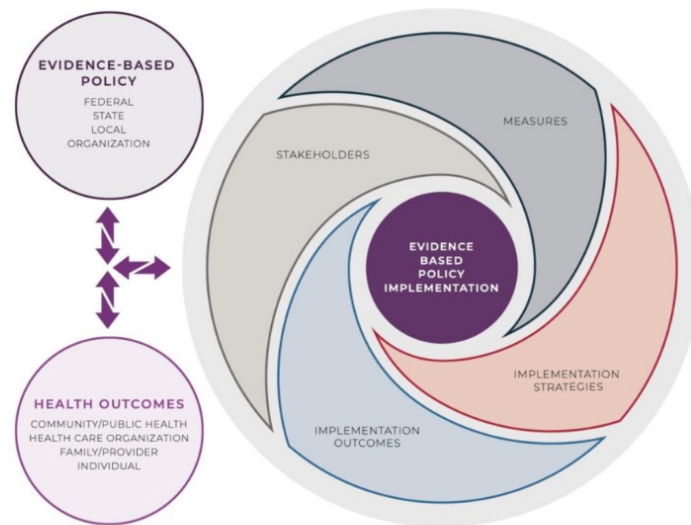 EVIDENCE-BASED
POLICY
FEDERAL
STATE
LOCAL
ORGANIZATION
HEALTH OUTCOMES
COMMUNITY/PUBLIC HEALTH
HEALTH CARE ORGANIZATION
FAMILY/PROVIDER
INDIVIDUAL
MEASURES
STAKEHOLDERS
EVIDENCE
BASED
POLICY
IMPLEMENTATION
IMPLEMENTATION
STRATEGIES
IMPLEMENTATION
OUTCOMES